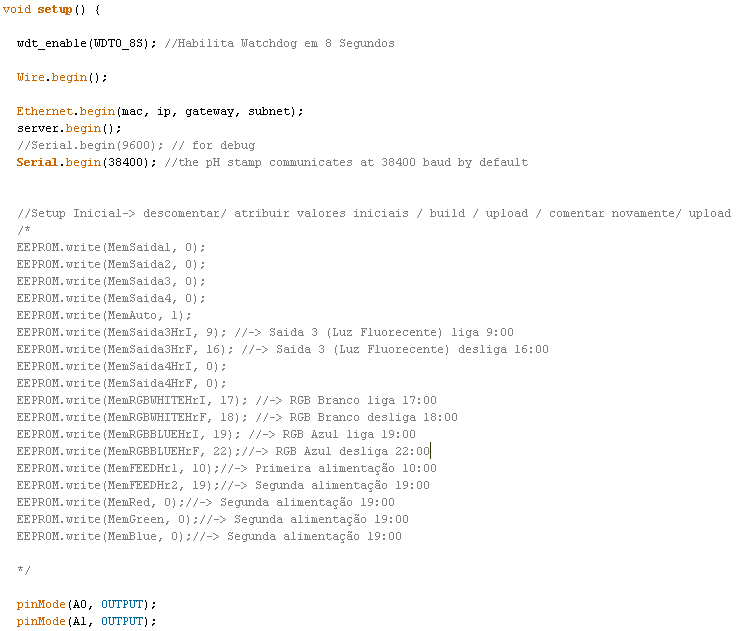 void setup() {
wdt_enable(WDTO_8S); //Habilita Watchdog em 8 Segundos
Wire.begin();
Ethernet.begin(mac, ip, gateway, subnet);
server.begin();
//Serial.begin(9600); // for debug
Serial.begin(38400); //the pH stamp communicates at 38400 baud by default
//Setup Inicial-> descomentar/ atribuir valores iniciais / build / upload / comentar novamente/ upload
/*
EEPROM.write(MemSaida1, 0);
EEPROM.write(MemSaida2, 0);
EEPROM.write(MemSaida3, 0);
EEPROM.write(MemSaida4, 0);
EEPROM.write(MemAuto, 1);
EEPROM.write(MemSaida3HrI, 9); //-> Saida 3 (Luz Fluorecente) liga 9:00
EEPROM.write(MemSaida3HrF, 16); //-> Saida 3 (Luz Fluorecente) desliga 16:00
EEPROM.write(MemSaida4HrI, 0);
EEPROM.write(MemSaida4HrF, 0);
EEPROM.write(MemRGBWHITEHrI, 17); //-> RGB Branco liga 17:00
EEPROM.write(MemRGBWHITEHrF, 18); //-> RGB Branco desliga 18:00
EEPROM.write(MemRGBBLUEHrI, 19); //-> RGB Azul liga 19:00
EEPROM.write(MemRGBBLUEHrF, 22);//-> RGB Azul desliga 22:00
EEPROM.write(MemFEEDHr1, 10);//-> Primeira alimentação 10:00
EEPROM.write(MemFEEDHr2, 19);//-> Segunda alimentação 19:00
EEPROM.write(MemRed, 0);//-> Segunda alimentação 19:00
EEPROM.write(MemGreen, 0);//-> Segunda alimentação 19:00
EEPROM.write(MemBlue, 0);//-> Segunda alimentação 19:00
*/
pinMode(A0, OUTPUT);
pinMode(A1, OUTPUT);